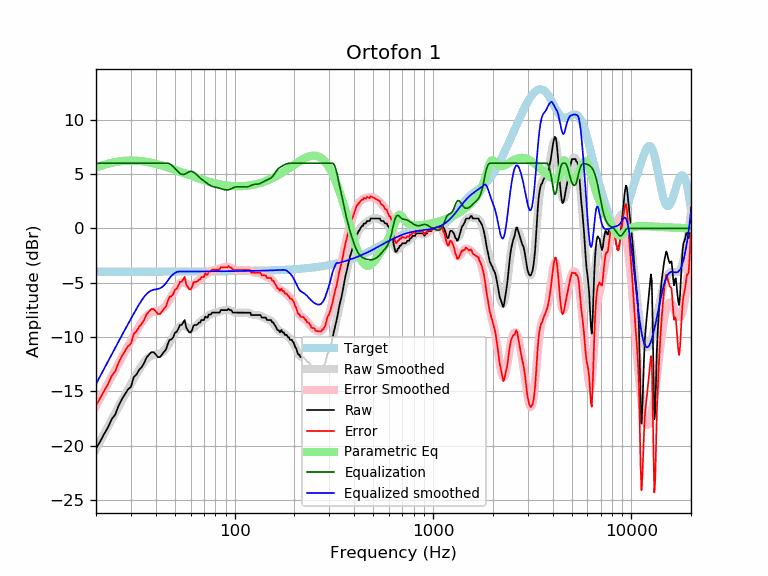 Ortofon 1
Amplitude (dBr)
10
5
0
−5
−10
−15
−20
−25
Target
Raw Smoothed
Error Smoothed
Raw
Error
Parametric Eq
Equalization
Equalized smoothed
100
1000
10000
Frequency (Hz)